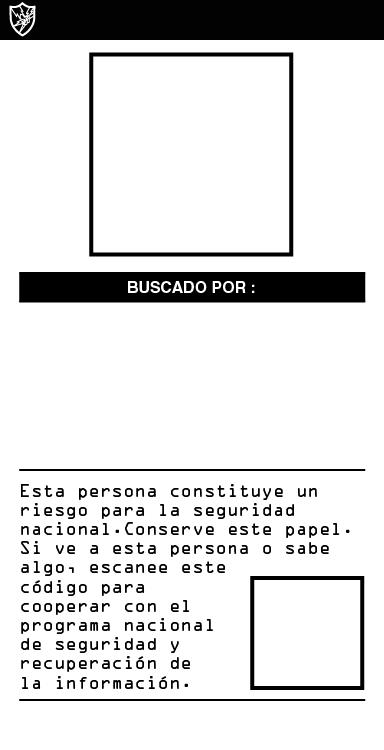 BUSCADO POR :
Esta persona constituye un
riesgo para la seguridad
nacional.Conserve este papel.
Si ve a esta persona o sabe
algo, escanee este
código para
cooperar con el
programa nacional
de seguridad y
recuperación de
la información.